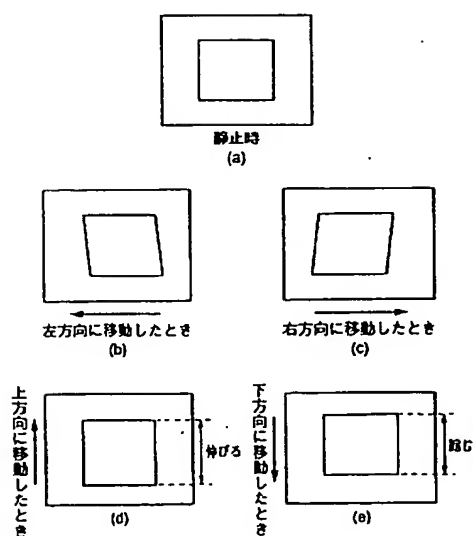 静止時
(a)
左方向に移動したとき
(b)
右方向に移動したとき
(c)
上方向に移動したとき
伸びる
(d)
下方向に移動したとき
(e)